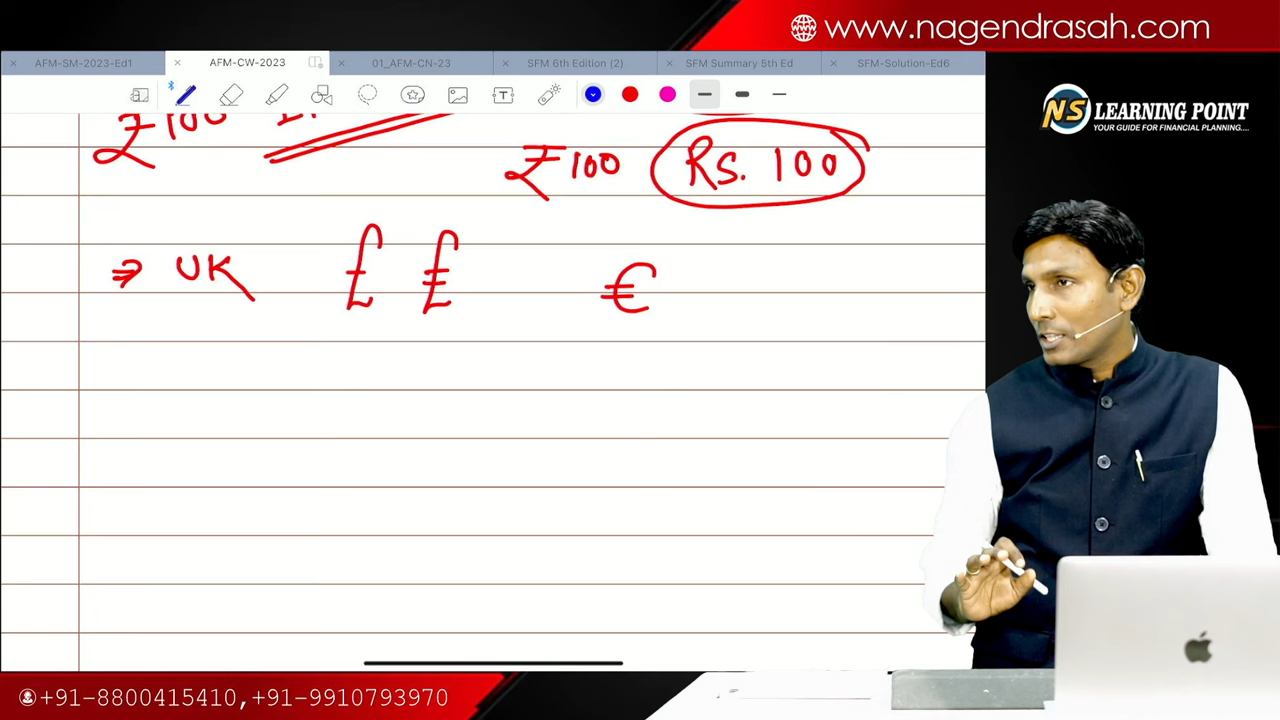 www.nagendrasah.com
AFM-SM-2023-Ed1
AFM-CW-2023
01_AFM-CN-23
SFM 6th Edition (2)
SFM Summary 5th Ed
SFM-Solution-Ed6
NS LEARNING POINT
YOUR GUIDE FOR FINANCIAL PLANNING....
₹100
₹100 Rs. 100
⇒ UK £ ₤ €
+91-8800415410,+91-9910793970